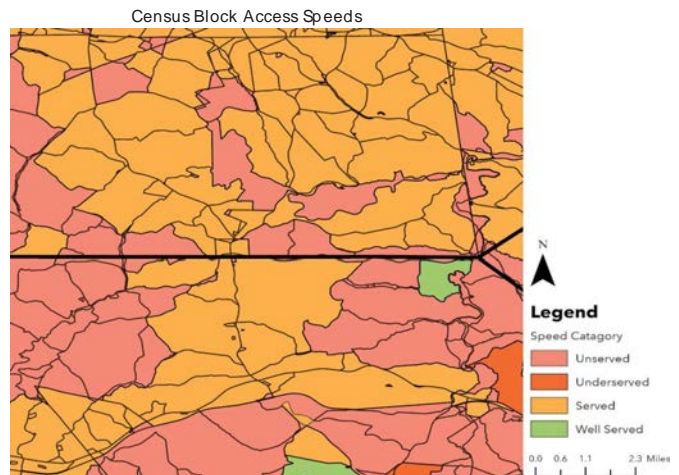 Census Block Access Speeds
N
Legend
Speed Catagory
Unserved
Underserved
Served
Well Served
0.0 0.6 1.1 2.3 Miles